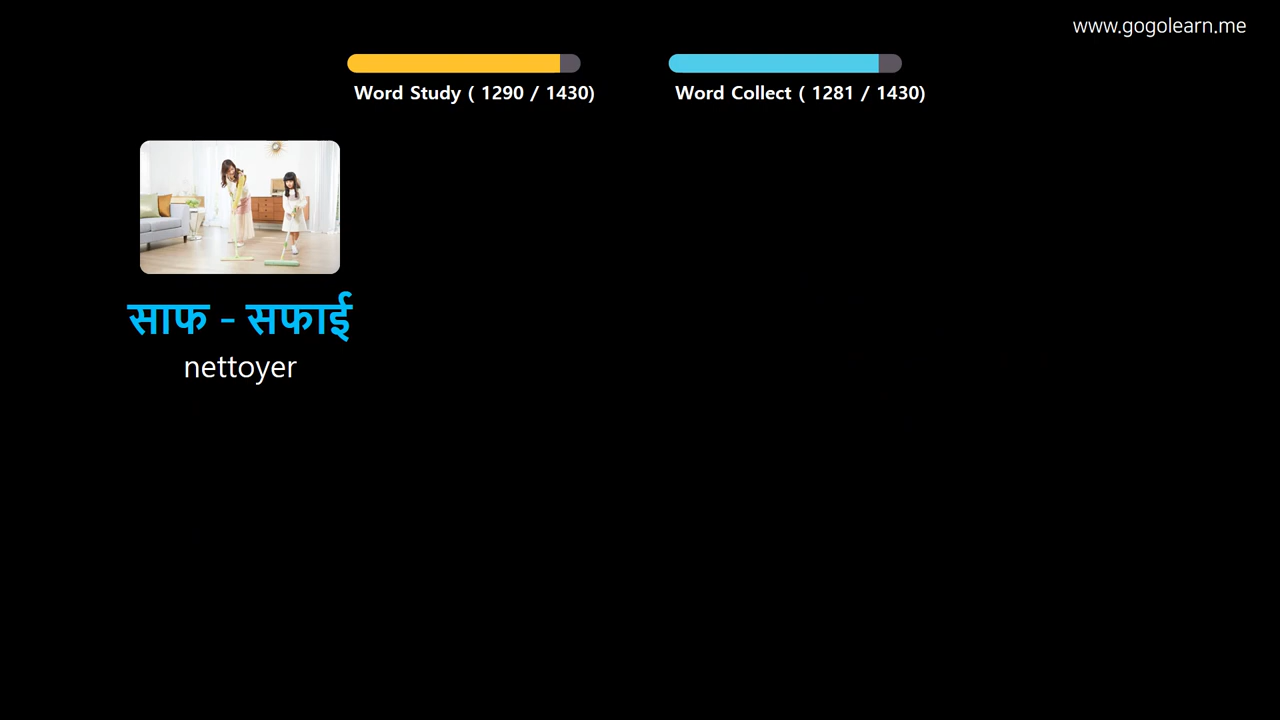 www.gogolearn.me
Word Study ( 1290 / 1430)
Word Collect ( 1281 / 1430)
साफ - सफाई
nettoyer